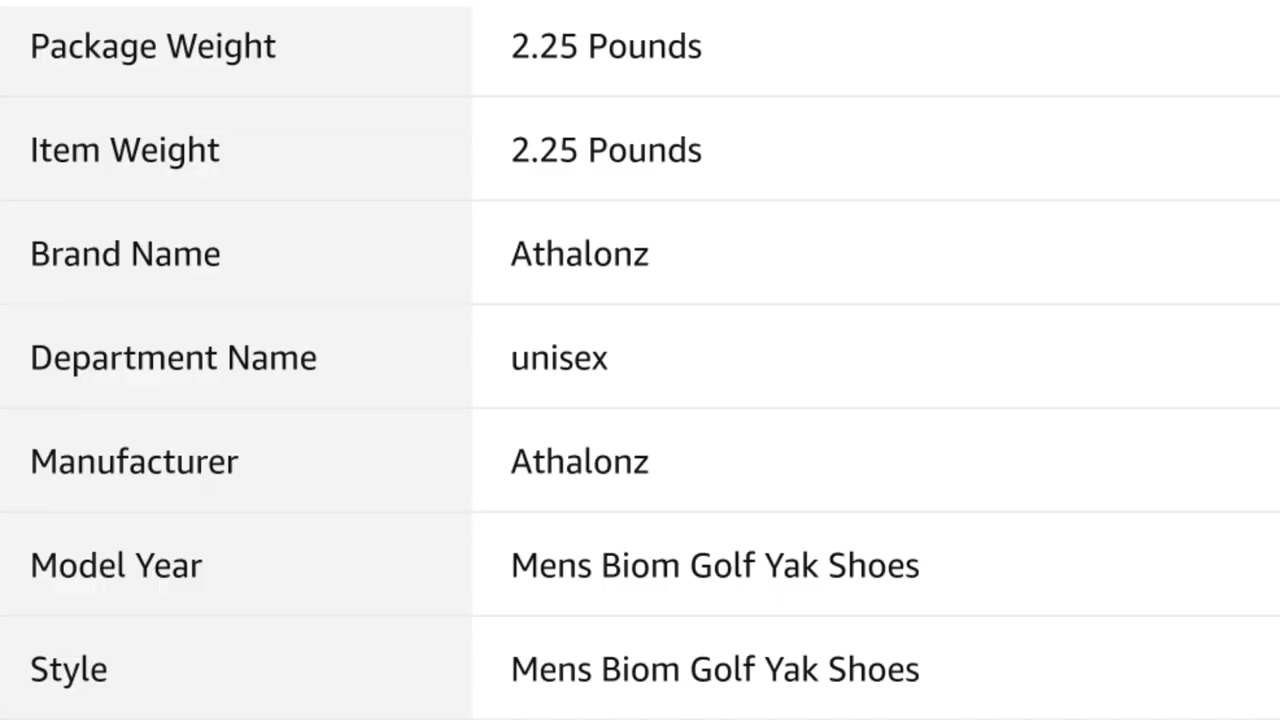 Package Weight 2.25 Pounds
Item Weight 2.25 Pounds
Brand Name Athalonz
Department Name unisex
Manufacturer Athalonz
Model Year Mens Biom Golf Yak Shoes
Style Mens Biom Golf Yak Shoes